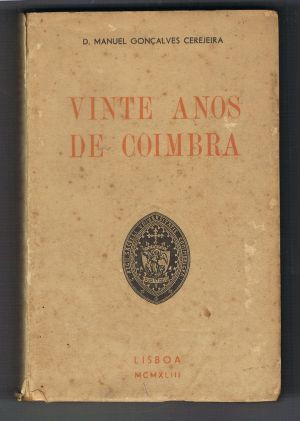 D. MANUEL GONÇALVES CEREJEIRA
VINTE ANOS
DE COIMBRA
LISBOA
MCMXLIII